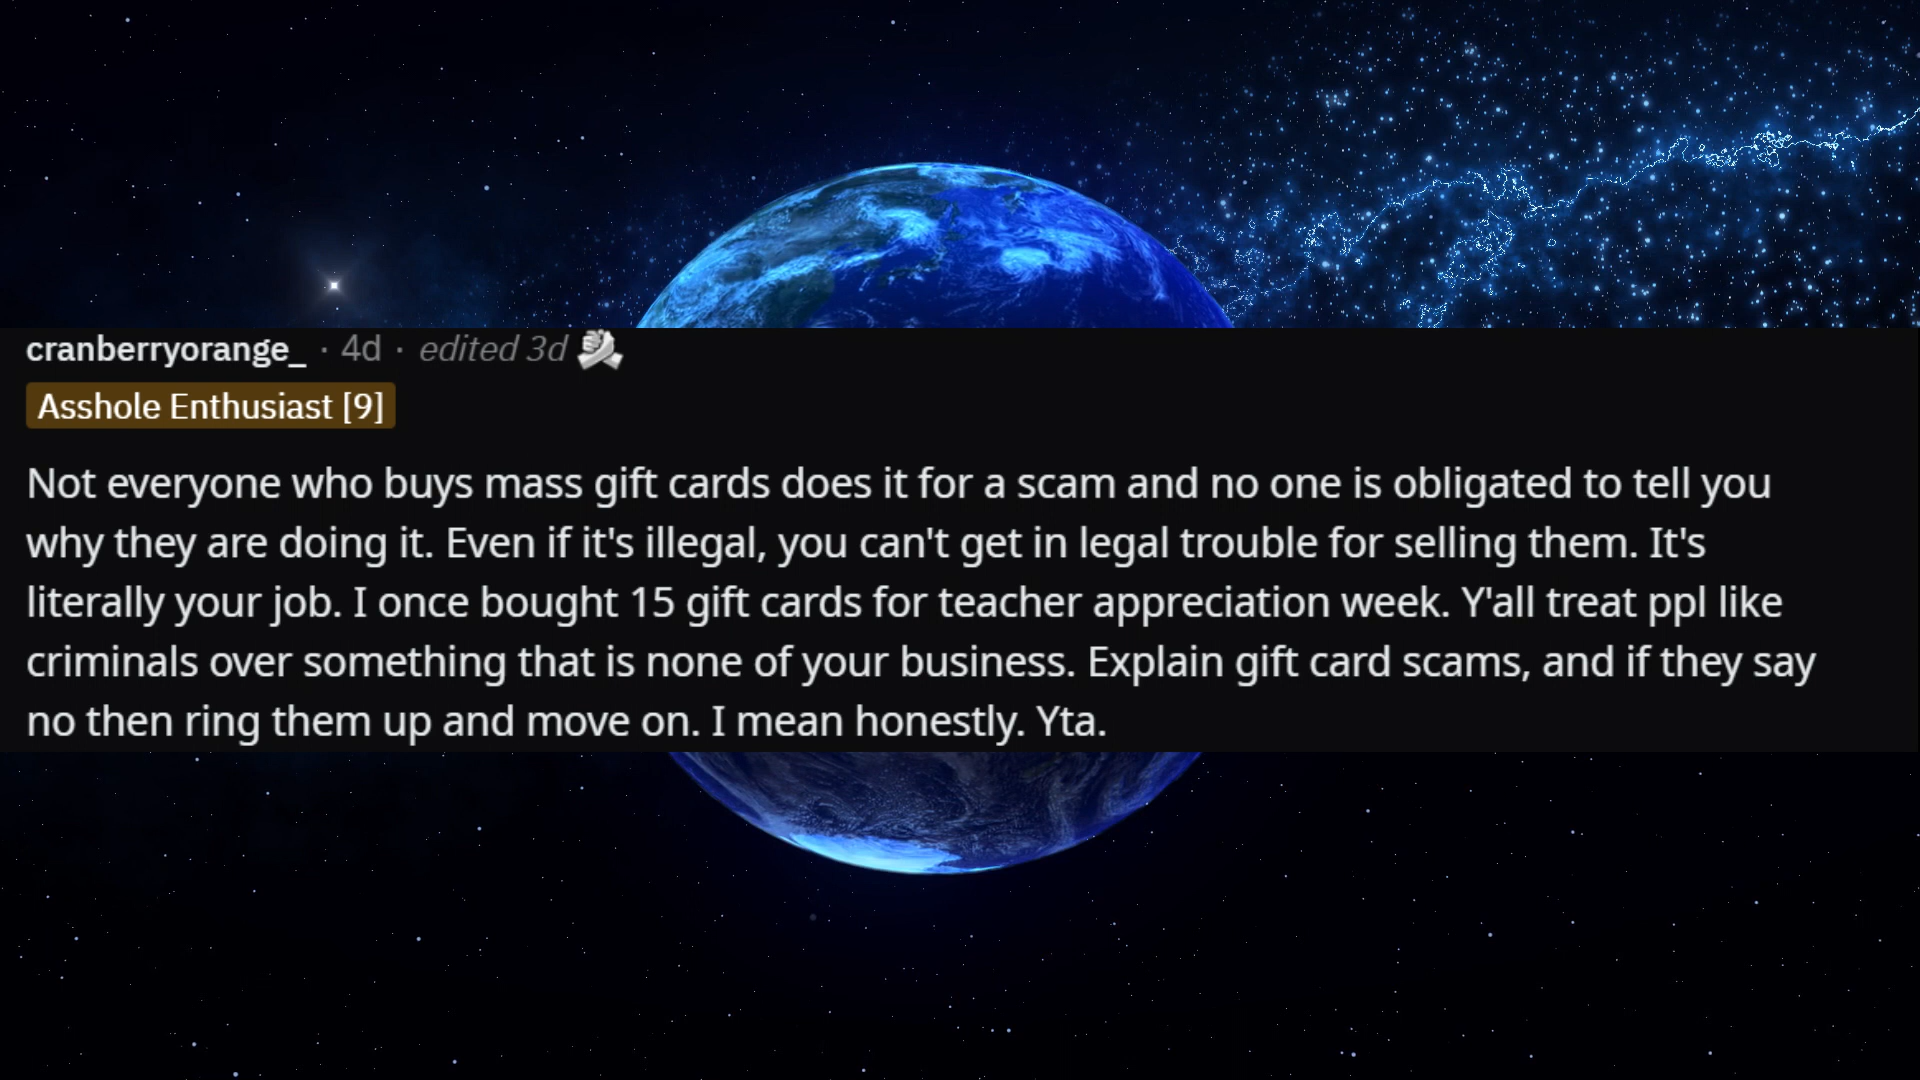 cranberryorange_ · 4d · edited 3d
Asshole Enthusiast [9]
Not everyone who buys mass gift cards does it for a scam and no one is obligated to tell you
why they are doing it. Even if it's illegal, you can't get in legal trouble for selling them. It's
literally your job. I once bought 15 gift cards for teacher appreciation week. Y'all treat ppl like
criminals over something that is none of your business. Explain gift card scams, and if they say
no then ring them up and move on. I mean honestly. Yta.